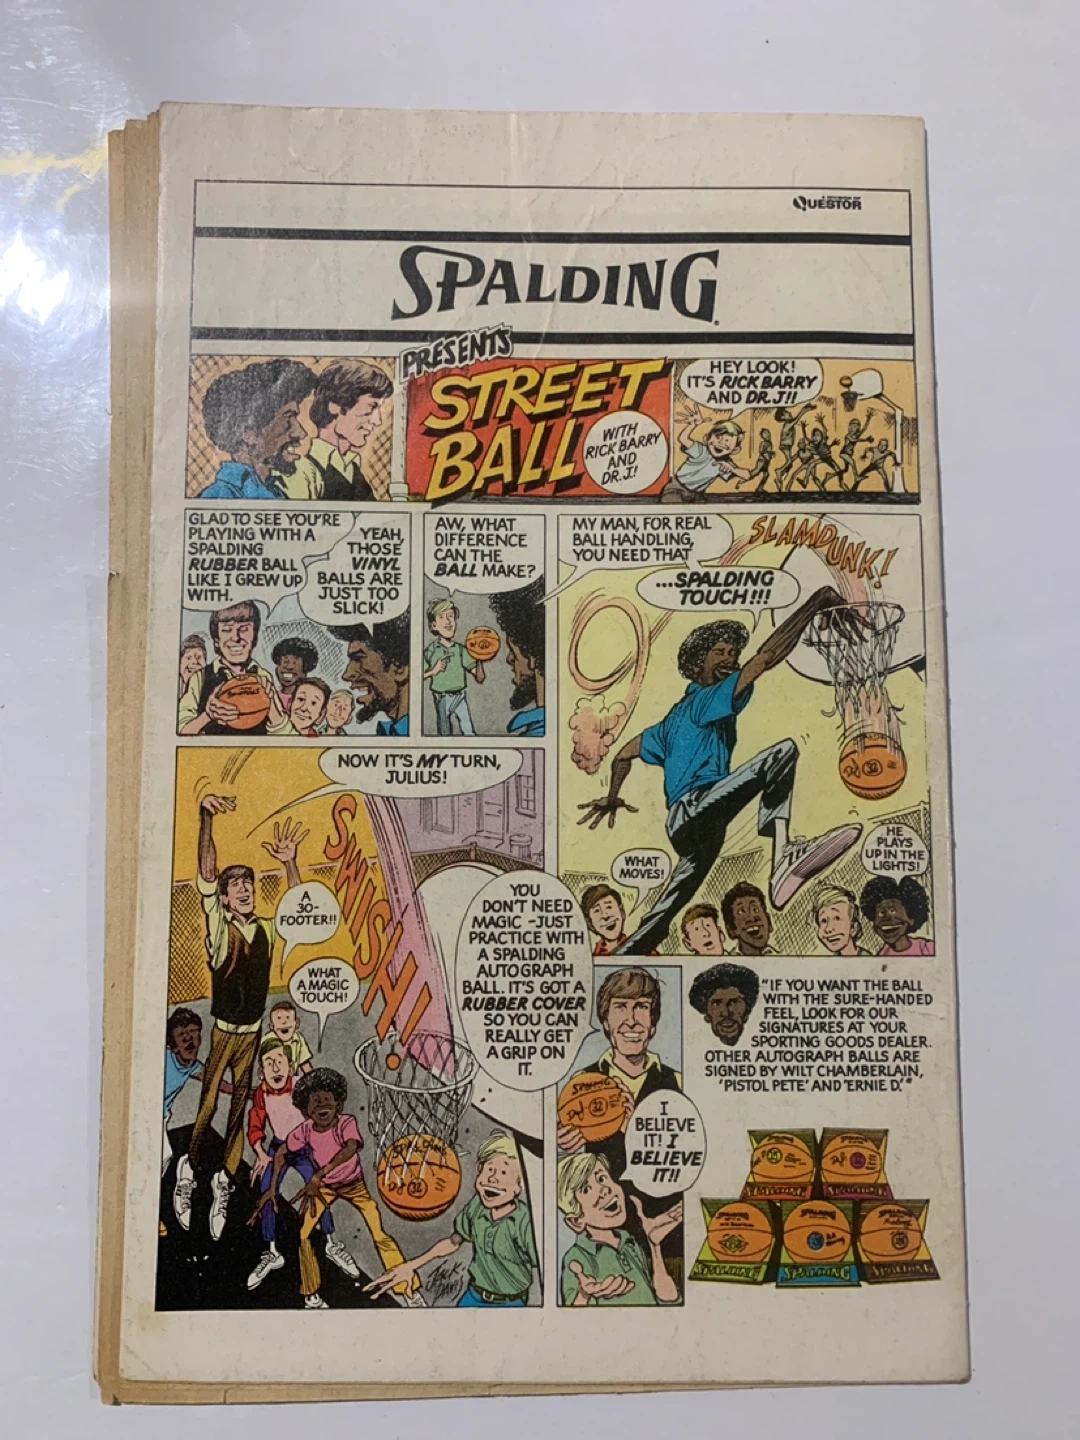 QUESTOR
SPALDING
PRESENTS
STREET
BALL
WITH
RICK BARRY
AND
DR. J!
HEY LOOK!
IT'S RICK BARRY
AND DR. J!!
GLAD TO SEE YOU'RE
PLAYING WITH A
SPALDING
RUBBER BALL
LIKE I GREW UP
WITH.
YEAH,
THOSE
VINYL
BALLS ARE
JUST TOO
SLICK!
AW, WHAT
DIFFERENCE
CAN THE
BALL MAKE?
MY MAN, FOR REAL
BALL HANDLING,
YOU NEED THAT
...SPALDING
TOUCH!!!
SLAMDUNK!
32
WHAT
MOVES!
HE
PLAYS
UP IN THE
LIGHTS!
NOW IT'S MY TURN,
JULIUS!
SWISH!
A
30-
FOOTER!!
WHAT
A MAGIC
TOUCH!
YOU
DON'T NEED
MAGIC -JUST
PRACTICE WITH
A SPALDING
AUTOGRAPH
BALL. IT'S GOT A
RUBBER COVER
SO YOU CAN
REALLY GET
A GRIP ON
IT.
SPALDING
32
SPALDING
32
I
BELIEVE
IT! I
BELIEVE
IT!!
"IF YOU WANT THE BALL
WITH THE SURE-HANDED
FEEL, LOOK FOR OUR
SIGNATURES AT YOUR
SPORTING GOODS DEALER.
OTHER AUTOGRAPH BALLS ARE
SIGNED BY WILT CHAMBERLAIN,
'PISTOL PETE' AND 'ERNIE D.'"
SPALDING
SPALDING
SPALDING
SPALDING
SPALDING